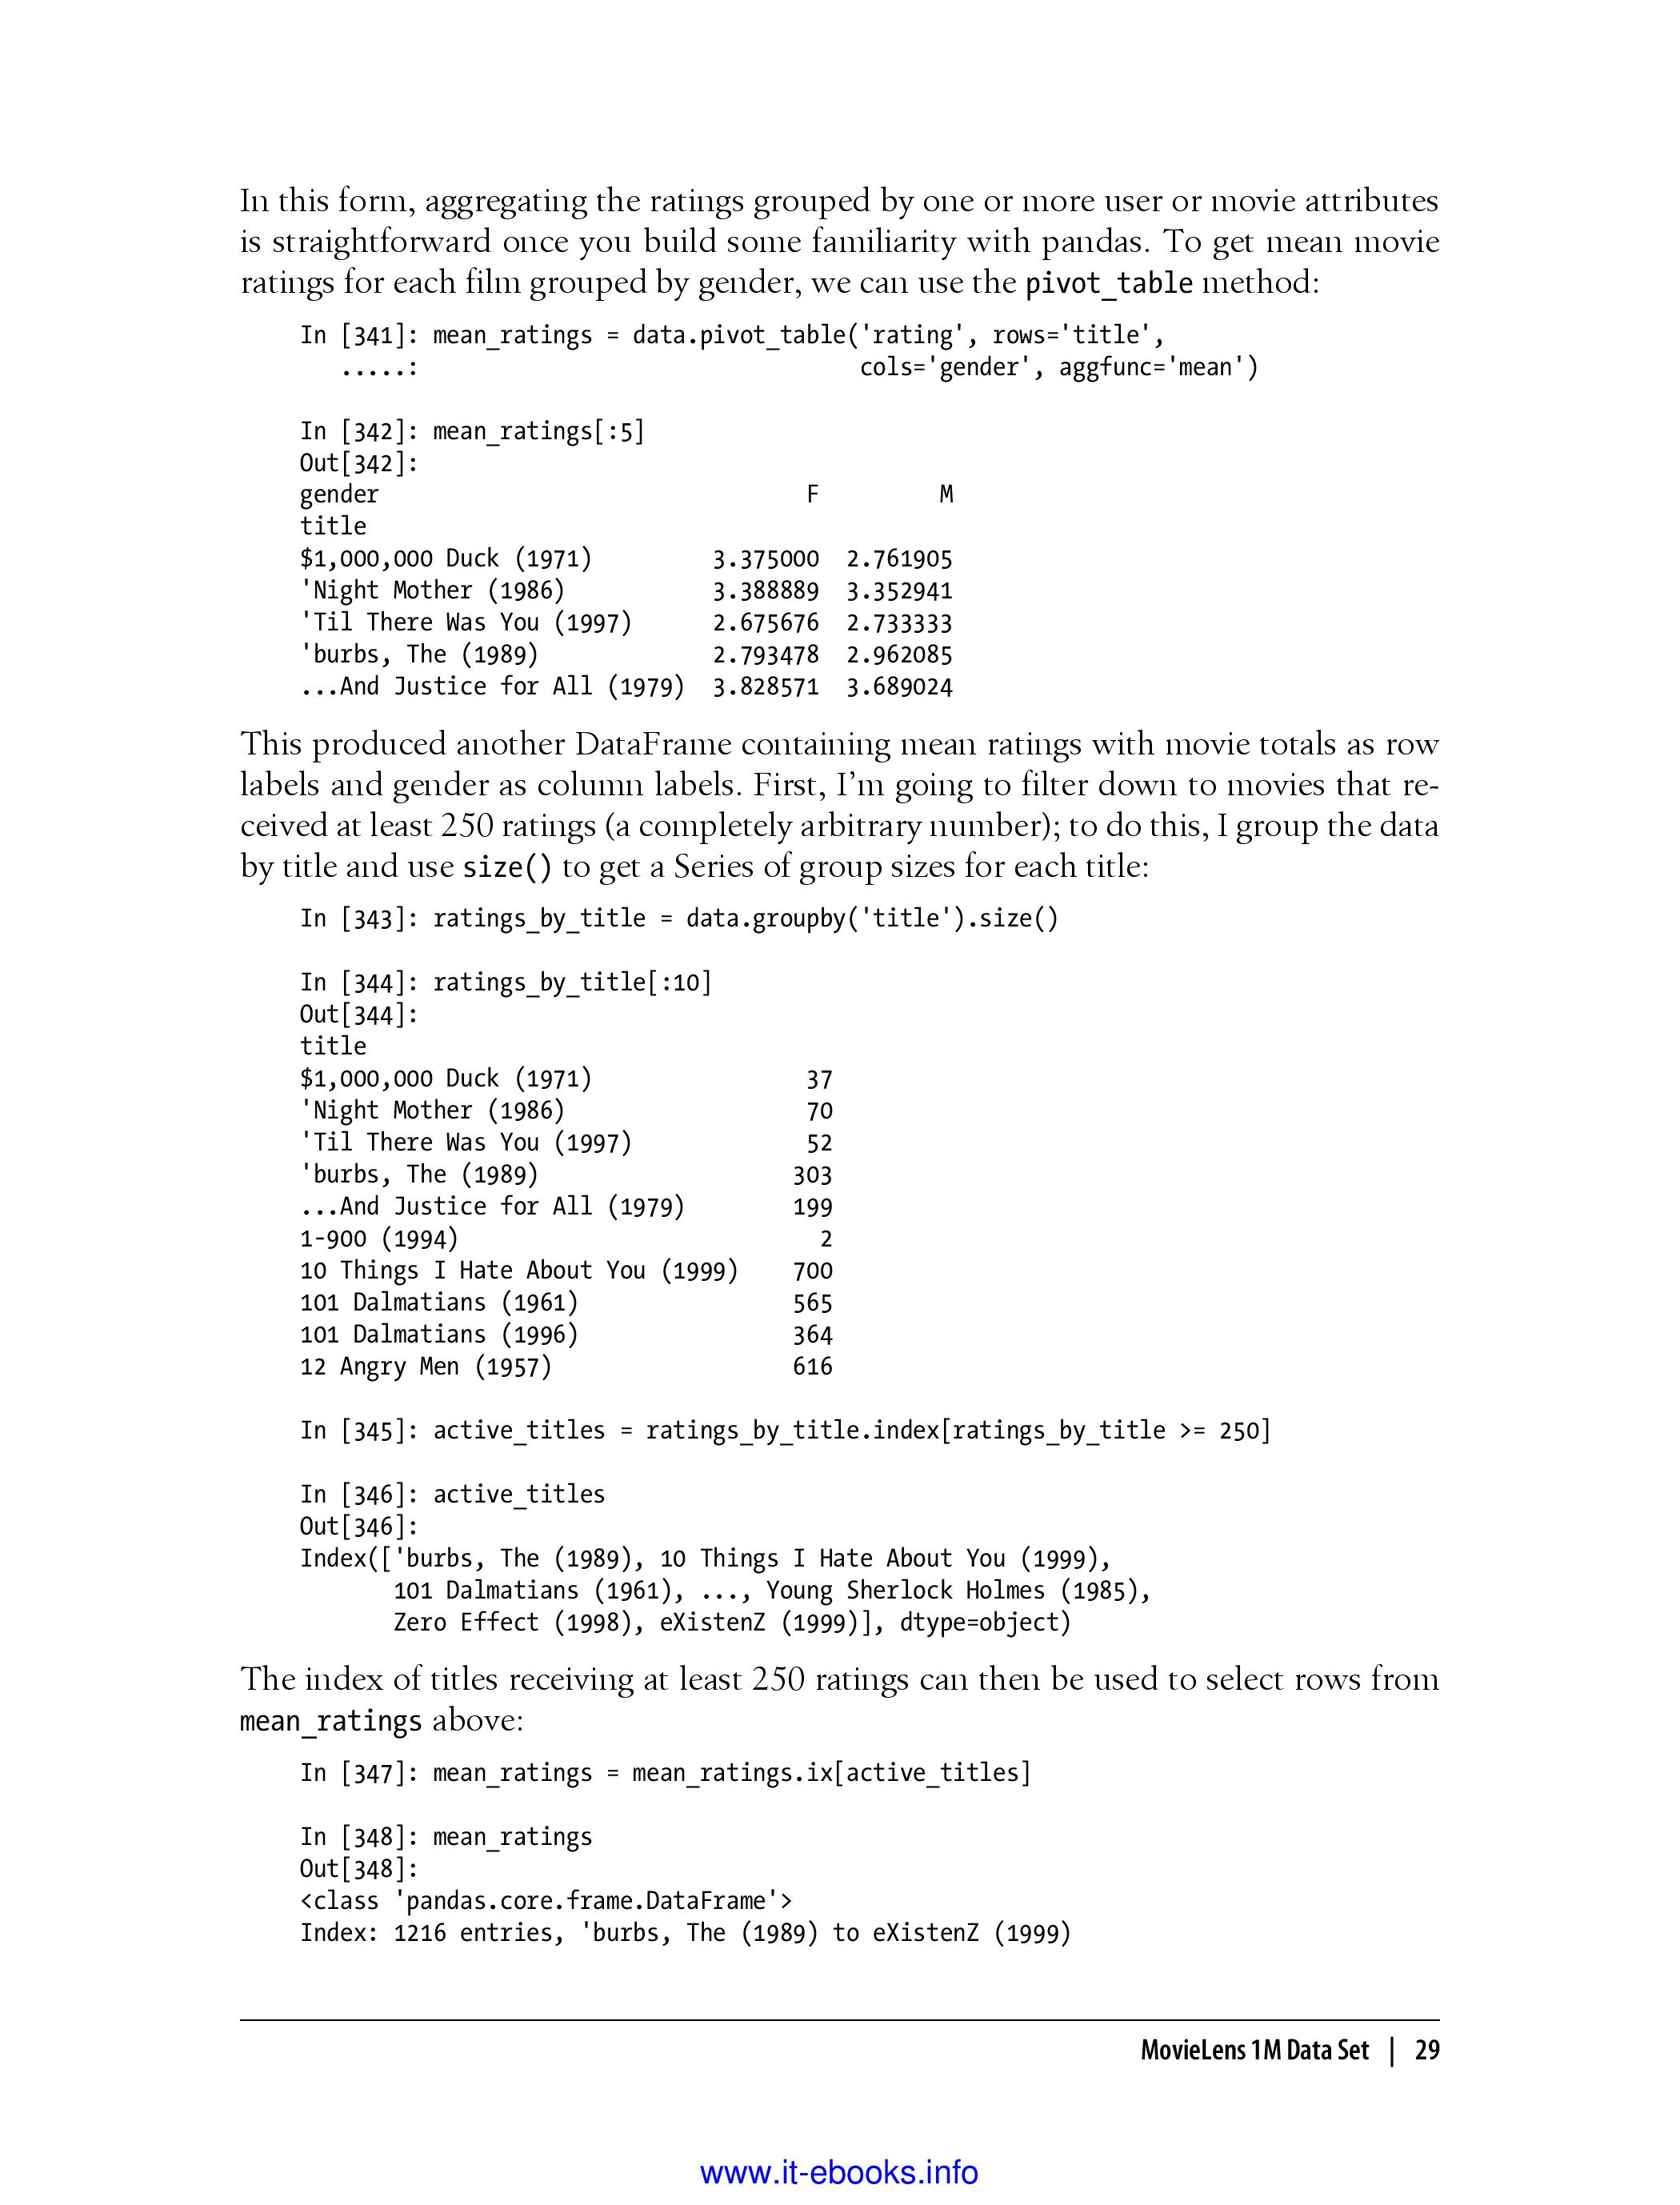 In this form, aggregating the ratings grouped by one or more user or movie attributes
is straightforward once you build some familiarity with pandas. To get mean movie
ratings for each film grouped by gender, we can use the pivot_table method:
In [341]: mean_ratings = data.pivot_table('rating', rows='title',
.....:                                  cols='gender', aggfunc='mean')
In [342]: mean_ratings[:5]
Out[342]:
gender                                F         M
title
$1,000,000 Duck (1971)         3.375000  2.761905
'Night Mother (1986)           3.388889  3.352941
'Til There Was You (1997)      2.675676  2.733333
'burbs, The (1989)             2.793478  2.962085
...And Justice for All (1979)  3.828571  3.689024
This produced another DataFrame containing mean ratings with movie totals as row
labels and gender as column labels. First, I'm going to filter down to movies that re-
ceived at least 250 ratings (a completely arbitrary number); to do this, I group the data
by title and use size() to get a Series of group sizes for each title:
In [343]: ratings_by_title = data.groupby('title').size()
In [344]: ratings_by_title[:10]
Out[344]:
title
$1,000,000 Duck (1971)                37
'Night Mother (1986)                  70
'Til There Was You (1997)             52
'burbs, The (1989)                   303
...And Justice for All (1979)        199
1-900 (1994)                           2
10 Things I Hate About You (1999)    700
101 Dalmatians (1961)                565
101 Dalmatians (1996)                364
12 Angry Men (1957)                  616
In [345]: active_titles = ratings_by_title.index[ratings_by_title >= 250]
In [346]: active_titles
Out[346]:
Index(['burbs, The (1989), 10 Things I Hate About You (1999),
101 Dalmatians (1961), ..., Young Sherlock Holmes (1985),
Zero Effect (1998), eXistenZ (1999)], dtype=object)
The index of titles receiving at least 250 ratings can then be used to select rows from
mean_ratings above:
In [347]: mean_ratings = mean_ratings.ix[active_titles]
In [348]: mean_ratings
Out[348]:
<class 'pandas.core.frame.DataFrame'>
Index: 1216 entries, 'burbs, The (1989) to eXistenZ (1999)
MovieLens 1M Data Set | 29
www.it-ebooks.info